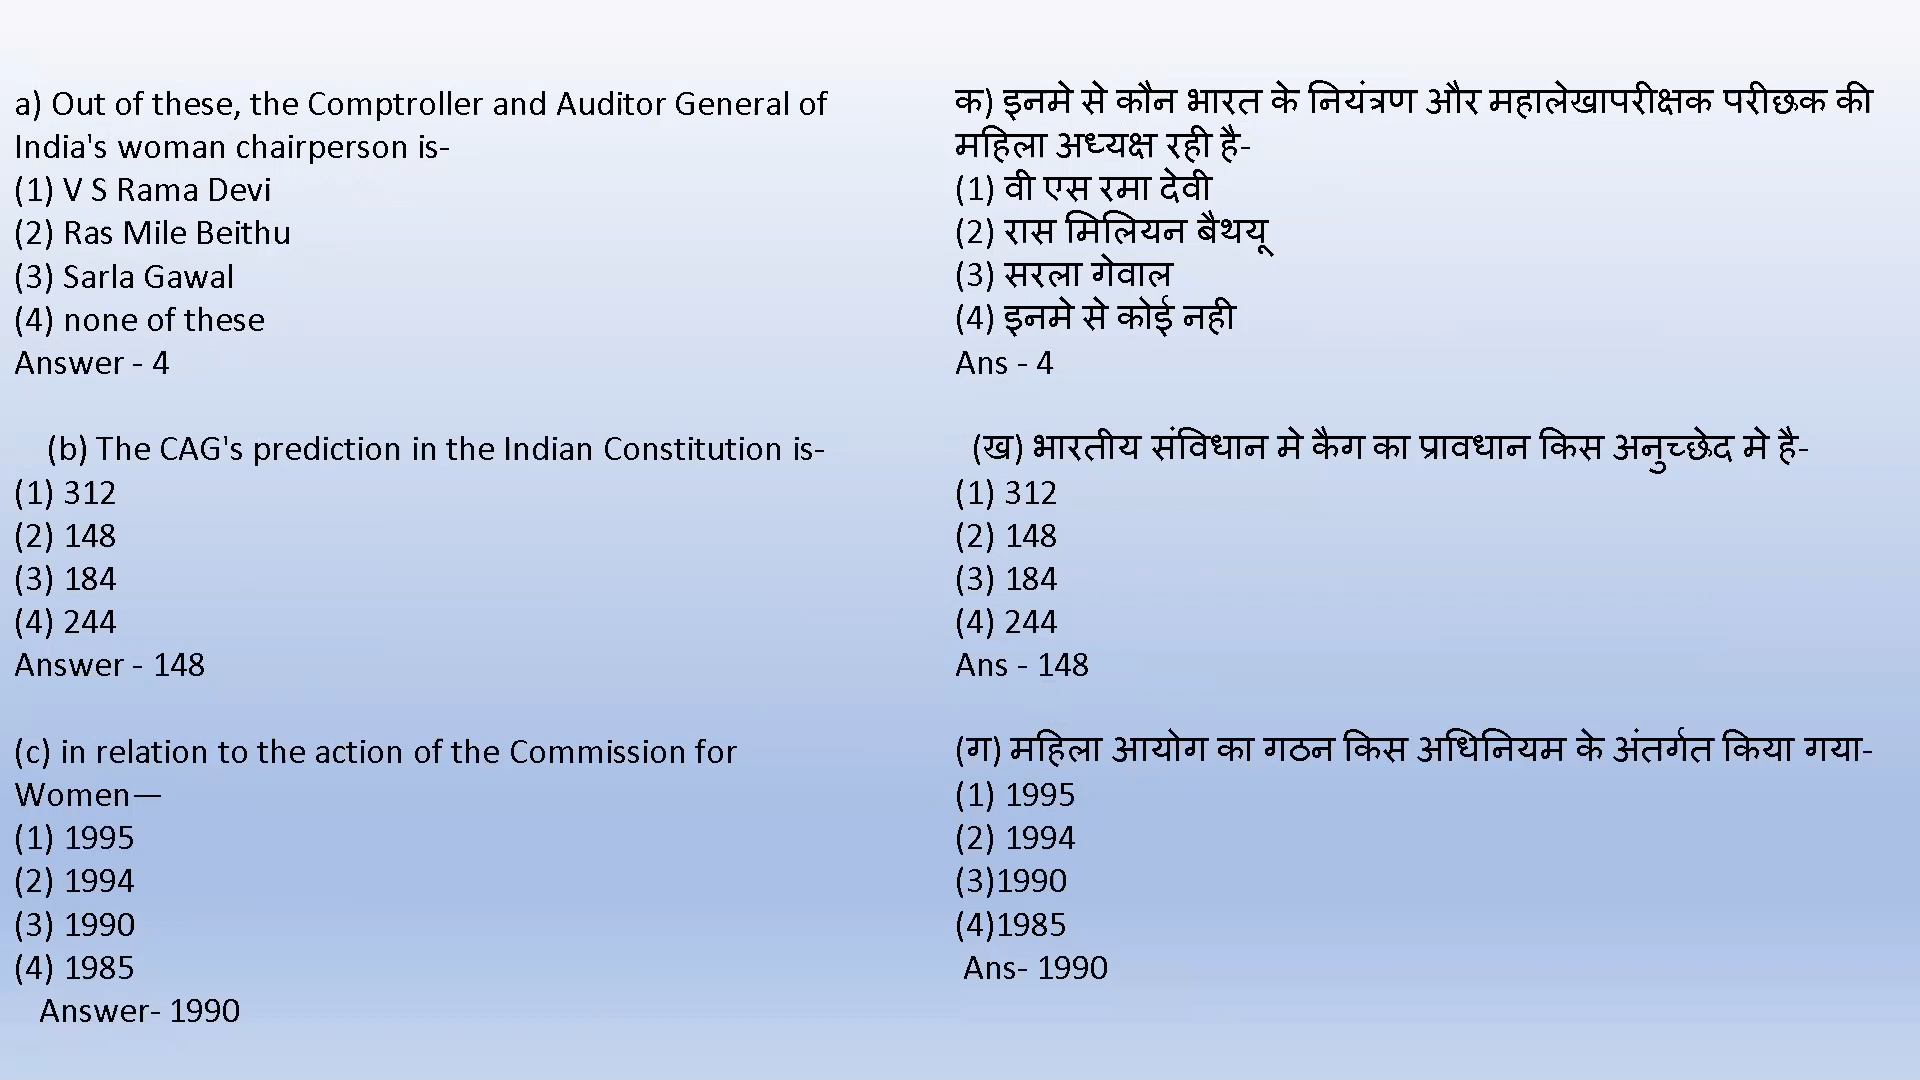 a) Out of these, the Comptroller and Auditor General of
India's woman chairperson is-
(1) V S Rama Devi
(2) Ras Mile Beithu
(3) Sarla Gawal
(4) none of these
Answer - 4
(b) The CAG's prediction in the Indian Constitution is-
(1) 312
(2) 148
(3) 184
(4) 244
Answer - 148
(c) in relation to the action of the Commission for
Women—
(1) 1995
(2) 1994
(3) 1990
(4) 1985
Answer- 1990
क) इनमे से कौन भारत के नियंत्रण और महालेखापरीक्षक परीछक की
महिला अध्यक्ष रही है-
(1) वी एस रमा देवी
(2) रास मिलियन बैथयू
(3) सरला गेवाल
(4) इनमे से कोई नही
Ans - 4
(ख) भारतीय संविधान मे कैग का प्रावधान किस अनुच्छेद मे है-
(1) 312
(2) 148
(3) 184
(4) 244
Ans - 148
(ग) महिला आयोग का गठन किस अधिनियम के अंतर्गत किया गया-
(1) 1995
(2) 1994
(3)1990
(4)1985
Ans- 1990